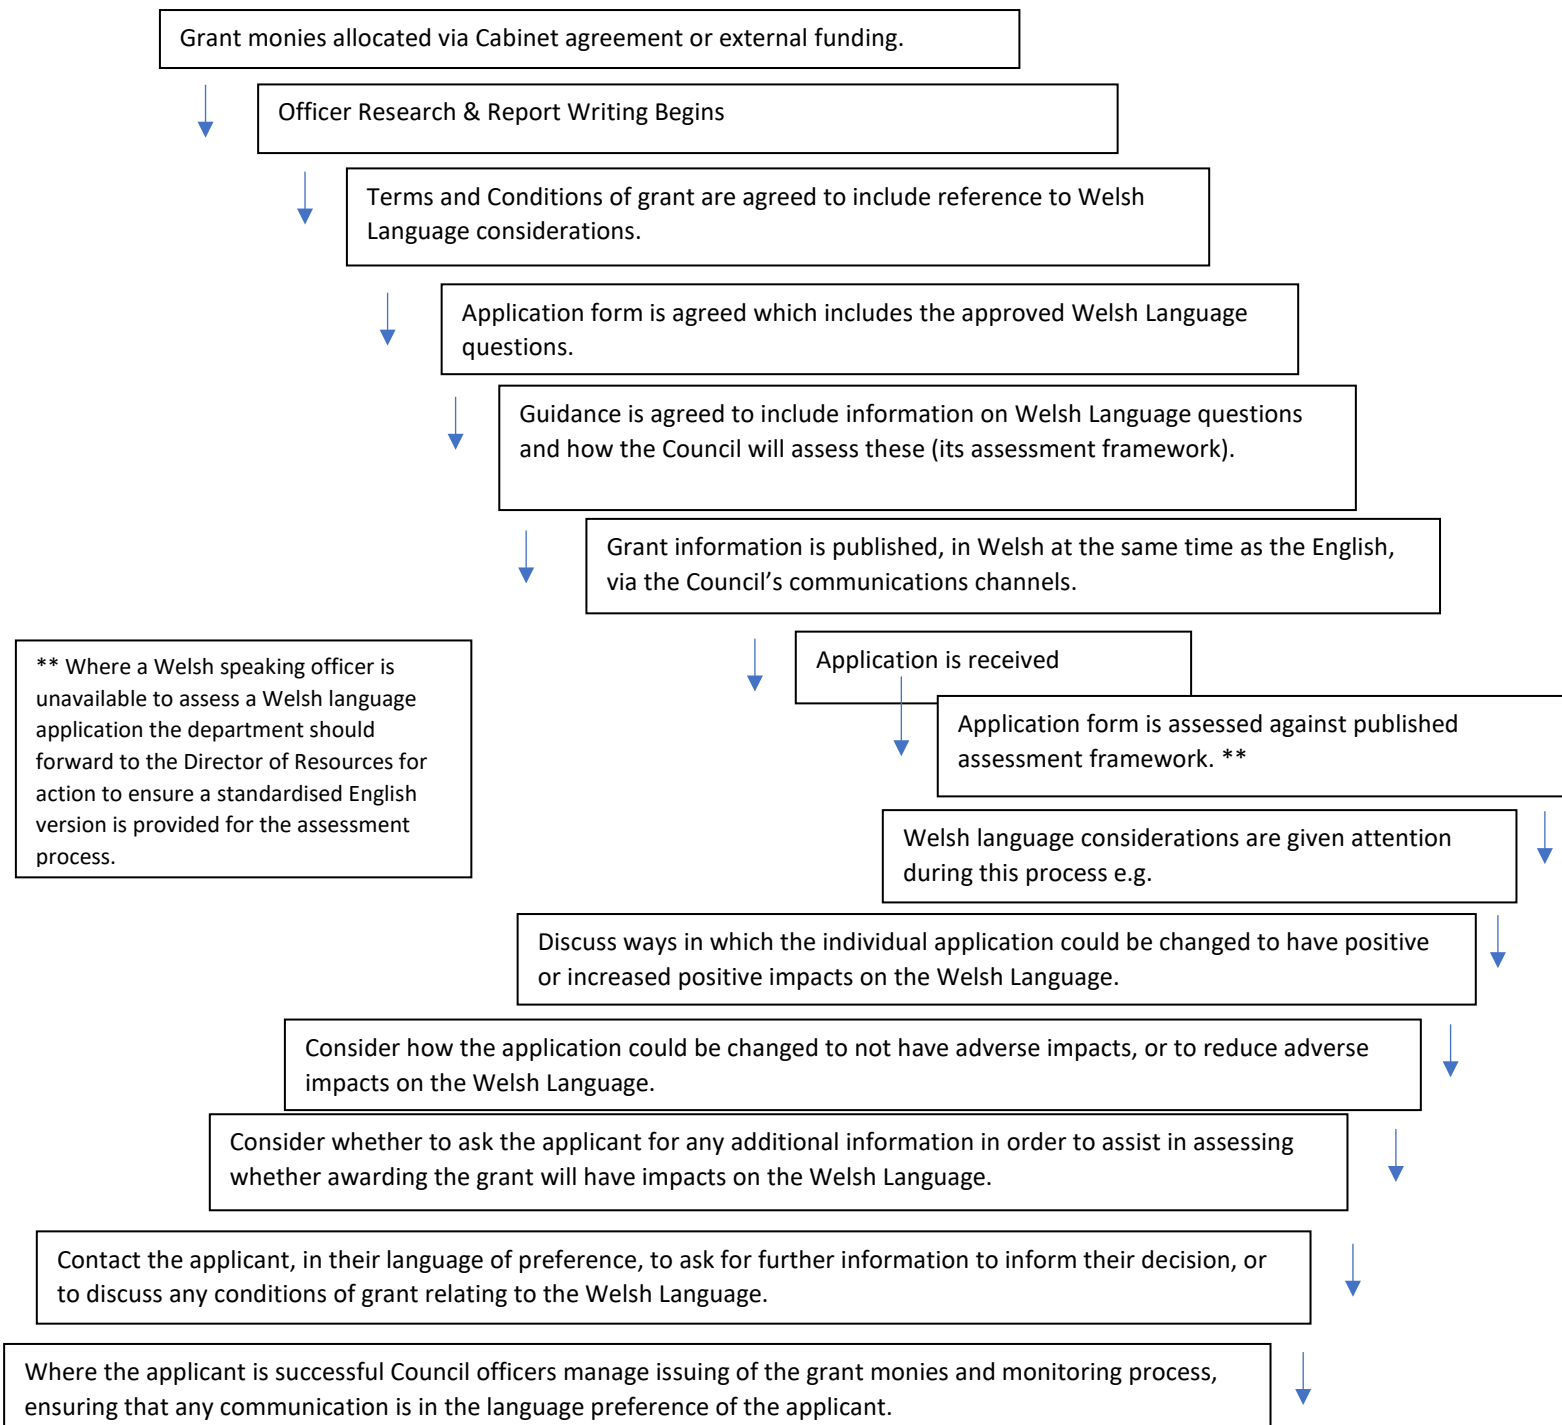 Grant monies allocated via Cabinet agreement or external funding.
Officer Research & Report Writing Begins
Terms and Conditions of grant are agreed to include reference to Welsh
Language considerations.
Application form is agreed which includes the approved Welsh Language
questions.
Guidance is agreed to include information on Welsh Language questions
and how the Council will assess these (its assessment framework).
Grant information is published, in Welsh at the same time as the English,
via the Council’s communications channels.
Application is received
Application form is assessed against published
assessment framework. **
** Where a Welsh speaking officer is
unavailable to assess a Welsh language
application the department should
forward to the Director of Resources for
action to ensure a standardised English
version is provided for the assessment
process.
Welsh language considerations are given attention
during this process e.g.
Discuss ways in which the individual application could be changed to have positive
or increased positive impacts on the Welsh Language.
Consider how the application could be changed to not have adverse impacts, or to reduce adverse
impacts on the Welsh Language.
Consider whether to ask the applicant for any additional information in order to assist in assessing
whether awarding the grant will have impacts on the Welsh Language.
Contact the applicant, in their language of preference, to ask for further information to inform their decision, or
to discuss any conditions of grant relating to the Welsh Language.
Where the applicant is successful Council officers manage issuing of the grant monies and monitoring process,
ensuring that any communication is in the language preference of the applicant.